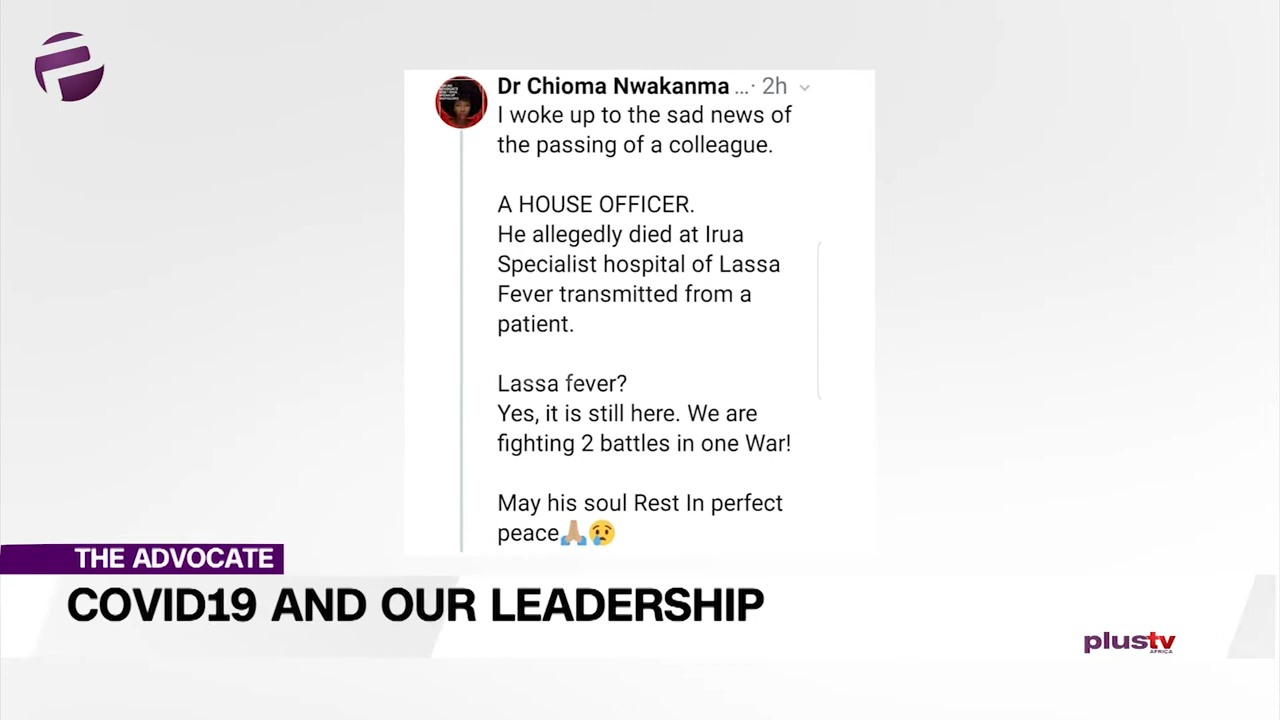 Dr Chioma Nwakanma ...· 2h
I woke up to the sad news of
the passing of a colleague.
A HOUSE OFFICER.
He allegedly died at Irua
Specialist hospital of Lassa
Fever transmitted from a
patient.
Lassa fever?
Yes, it is still here. We are
fighting 2 battles in one War!
May his soul Rest In perfect
peace🙏🏼😢
THE ADVOCATE
COVID19 AND OUR LEADERSHIP
plustv
AFRICA